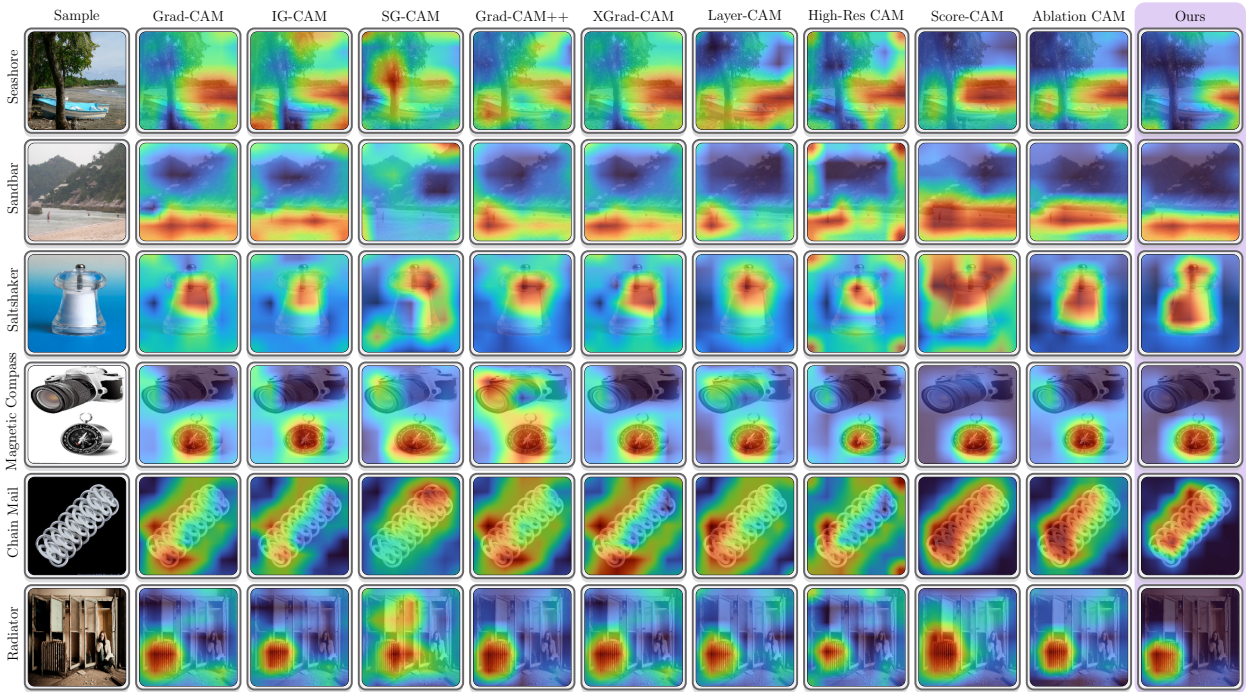 Sample Grad-CAM IG-CAM SG-CAM Grad-CAM++ XGrad-CAM Layer-CAM High-Res CAM Score-CAM Ablation CAM Ours
Seashore
Sandbar
Saltshaker
Magnetic Compass
Chain Mail
Radiator